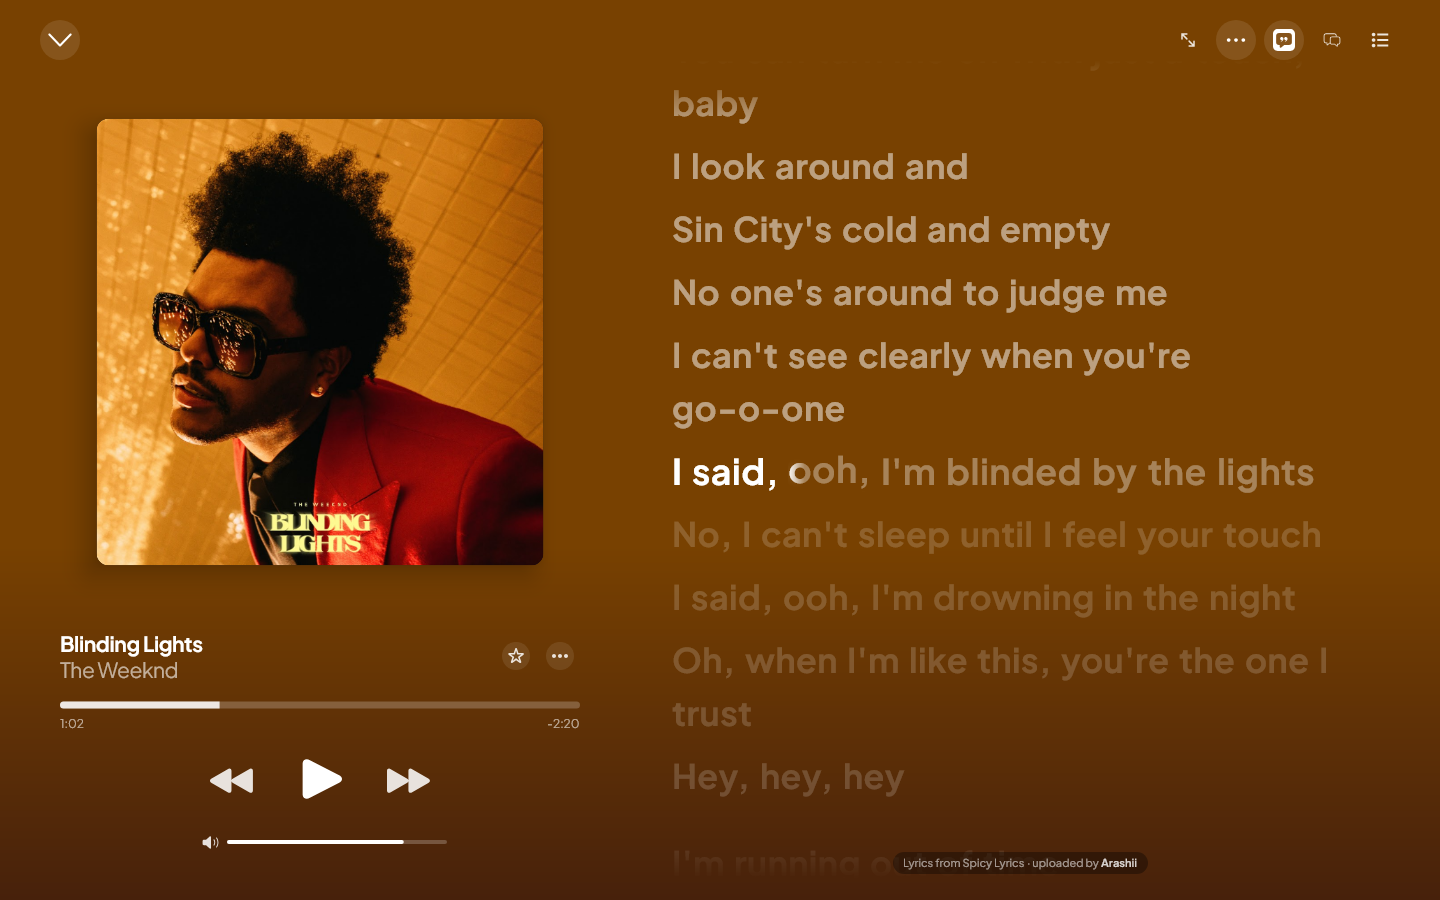 baby
I look around and
Sin City's cold and empty
No one's around to judge me
I can't see clearly when you're
go-o-one
I said, ooh, I'm blinded by the lights
No, I can't sleep until I feel your touch
I said, ooh, I'm drowning in the night
Oh, when I'm like this, you're the one I
trust
Hey, hey, hey
I'm running
Lyrics from Spicy Lyrics · uploaded by Arashii
THE WEEKND
BLINDING
LIGHTS
Blinding Lights
The Weeknd
1:02
-2:20